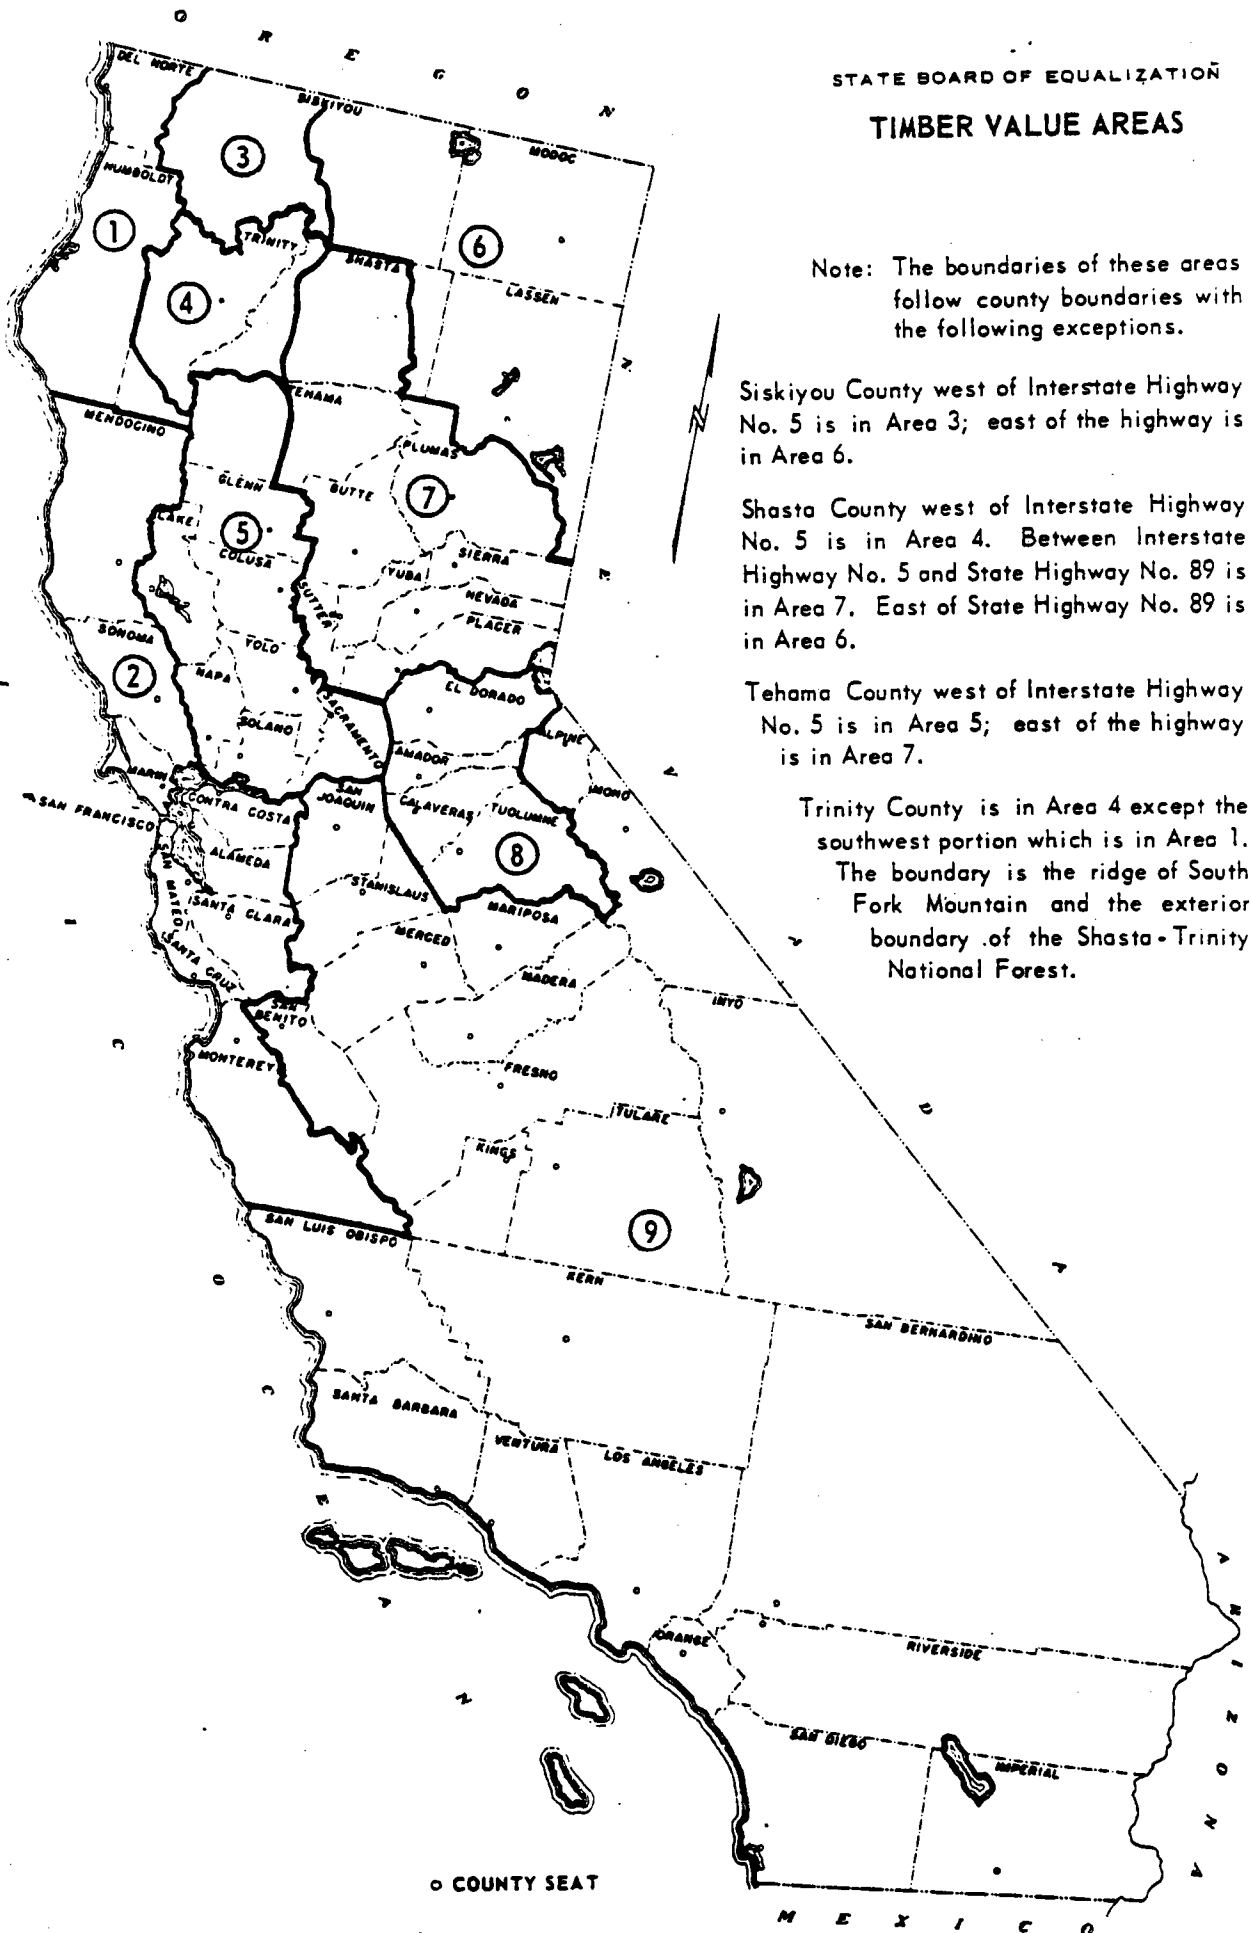 O R E G O N
STATE BOARD OF EQUALIZATION
TIMBER VALUE AREAS
Note: The boundaries of these areas
follow county boundaries with
the following exceptions.
Siskiyou County west of Interstate Highway
No. 5 is in Area 3; east of the highway is
in Area 6.
Shasta County west of Interstate Highway
No. 5 is in Area 4. Between Interstate
Highway No. 5 and State Highway No. 89 is
in Area 7. East of State Highway No. 89 is
in Area 6.
Tehama County west of Interstate Highway
No. 5 is in Area 5; east of the highway
is in Area 7.
Trinity County is in Area 4 except the
southwest portion which is in Area 1.
The boundary is the ridge of South
Fork Mountain and the exterior
boundary of the Shasta-Trinity
National Forest.
DEL NORTE
SISKIYOU
MODOC
3
HUMBOLDT
1
TRINITY
6
SHASTA
LASSEN
4
N
TEHAMA
MENDOCINO
PLUMAS
GLENN
BUTTE
7
LAKE
5
COLUSA
SIERRA
YUBA
SUTTER
NEVADA
PLACER
SONOMA
YOLO
2
NAPA
EL DORADO
SACRAMENTO
SOLANO
ALPINE
AMADOR
MARIN
SAN
JOAQUIN
MONO
CONTRA COSTA
CALAVERAS
TUOLUMNE
SAN FRANCISCO
ALAMEDA
8
SAN MATEO
STANISLAUS
SANTA CLARA
MARIPOSA
MERCED
SANTA CRUZ
MADERA
INYO
SAN
BENITO
MONTEREY
FRESNO
TULARE
KINGS
9
SAN LUIS OBISPO
KERN
SAN BERNARDINO
SANTA BARBARA
VENTURA
LOS ANGELES
ORANGE
RIVERSIDE
SAN DIEGO
IMPERIAL
N E V A D A
A R I Z O N A
I C O C E A N
COUNTY SEAT
M E X I C O